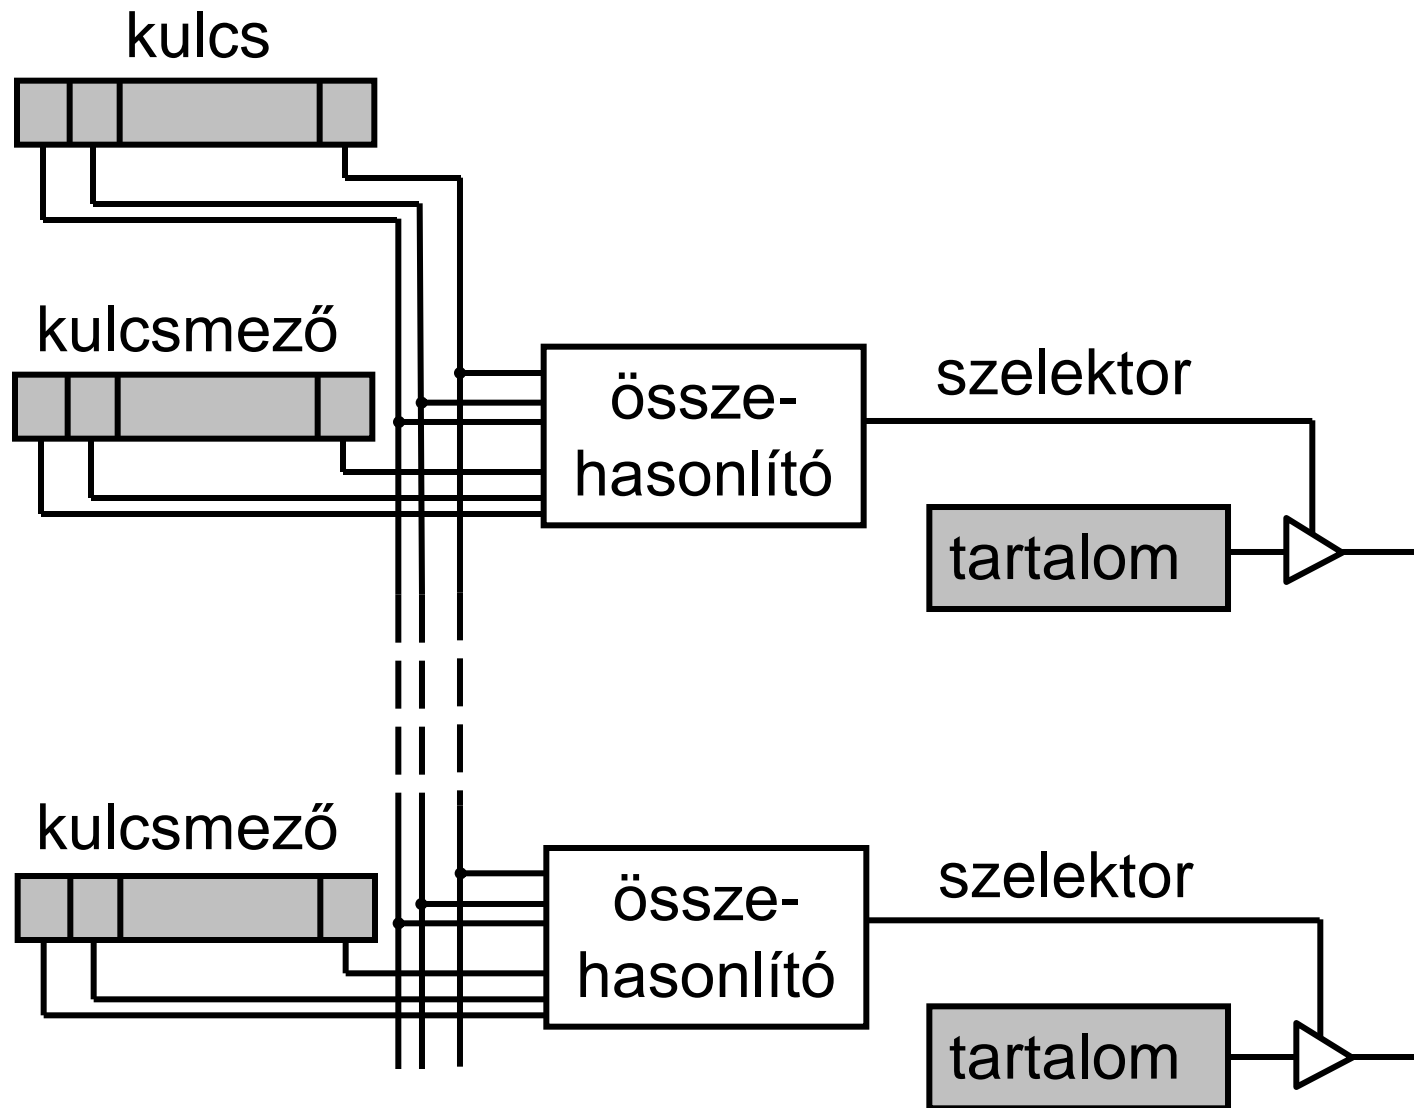 kulcs
kulcsmező
össze-
hasonlító
szelektor
tartalom
kulcsmező
össze-
hasonlító
szelektor
tartalom